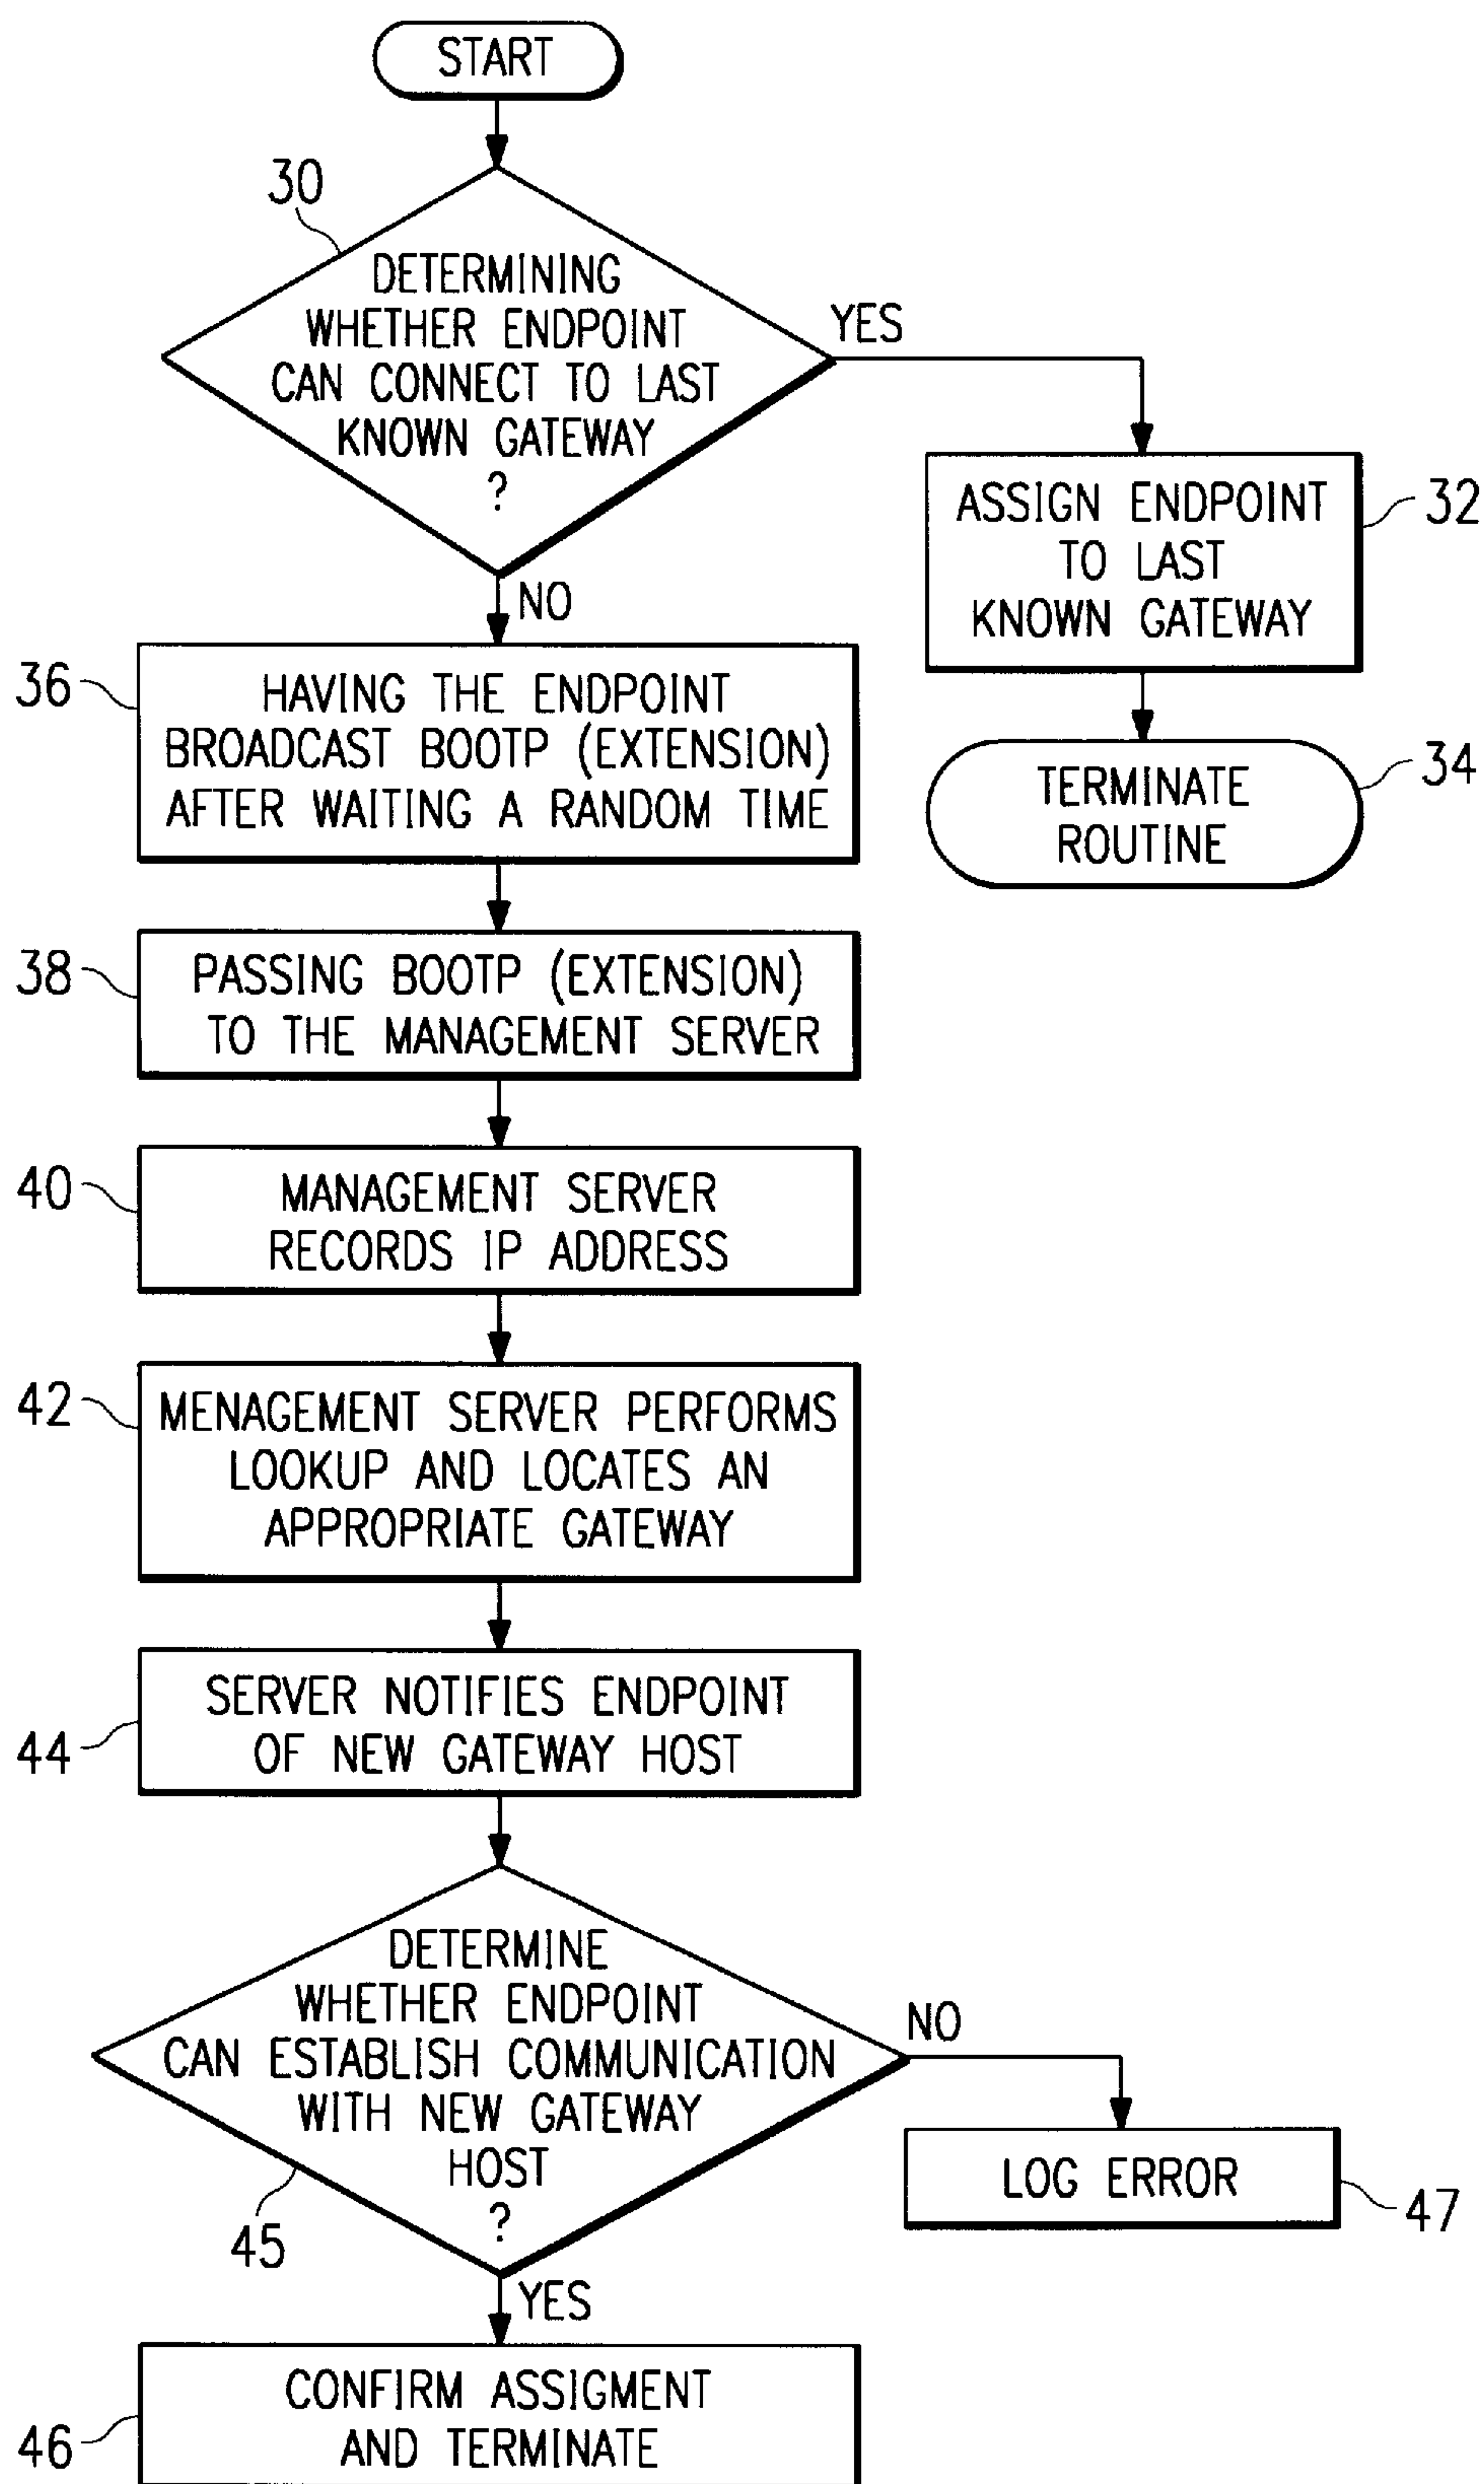 START
30
DETERMINING
WHETHER ENDPOINT
CAN CONNECT TO LAST
KNOWN GATEWAY
?
YES
ASSIGN ENDPOINT
TO LAST
KNOWN GATEWAY
32
TERMINATE
ROUTINE
34
NO
36
HAVING THE ENDPOINT
BROADCAST BOOTP (EXTENSION)
AFTER WAITING A RANDOM TIME
38
PASSING BOOTP (EXTENSION)
TO THE MANAGEMENT SERVER
40
MANAGEMENT SERVER
RECORDS IP ADDRESS
42
MENAGEMENT SERVER PERFORMS
LOOKUP AND LOCATES AN
APPROPRIATE GATEWAY
44
SERVER NOTIFIES ENDPOINT
OF NEW GATEWAY HOST
DETERMINE
WHETHER ENDPOINT
CAN ESTABLISH COMMUNICATION
WITH NEW GATEWAY
HOST
?
45
NO
LOG ERROR
47
YES
46
CONFIRM ASSIGMENT
AND TERMINATE